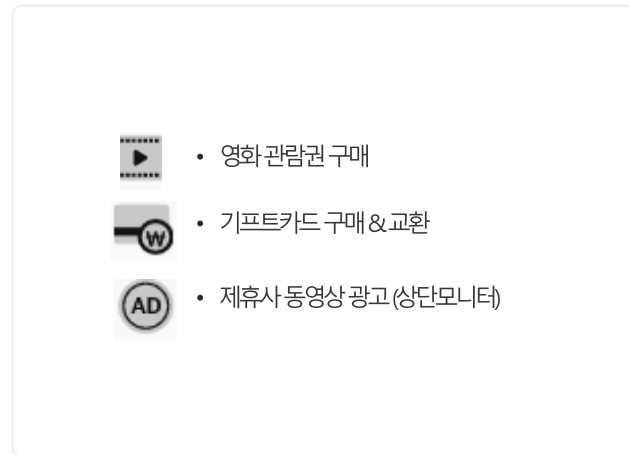 • 영화 관람권 구매
₩
• 기프트카드 구매 & 교환
AD
• 제휴사 동영상 광고 (상단모니터)